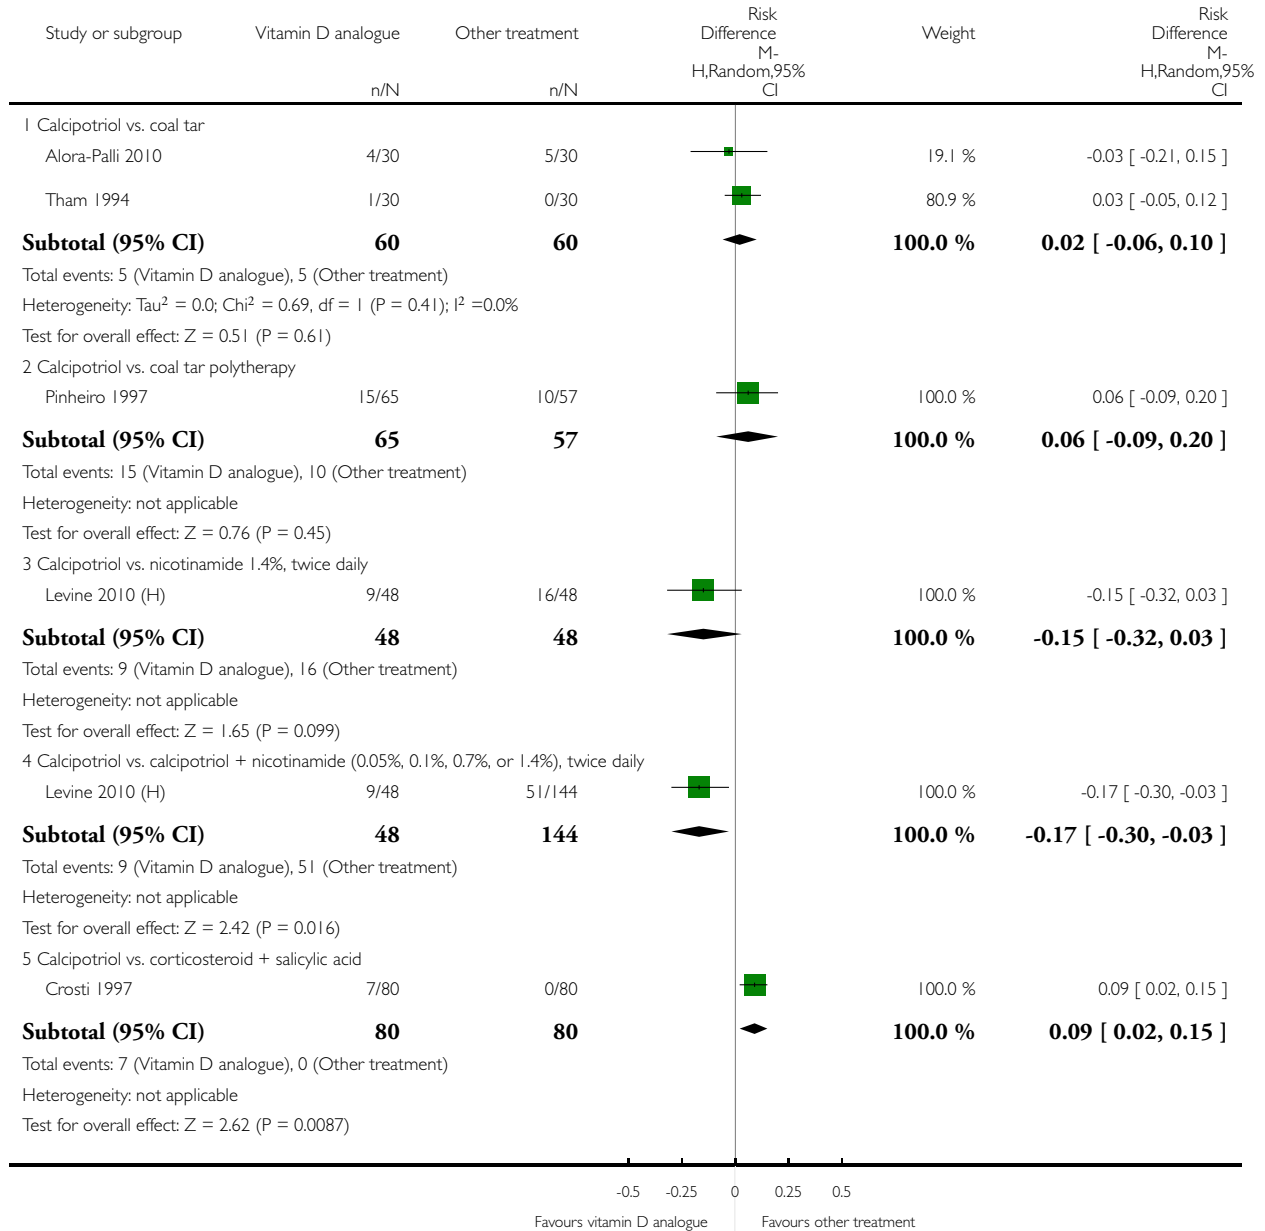 Study or subgroup Vitamin D analogue Other treatment Risk Difference Weight Risk Difference
M-H,Random,95% CI M-H,Random,95% CI
n/N n/N
1 Calcipotriol vs. coal tar
Alora-Palli 2010 4/30 5/30 19.1 % -0.03 [ -0.21, 0.15 ]
Tham 1994 1/30 0/30 80.9 % 0.03 [ -0.05, 0.12 ]
Subtotal (95% CI) 60 60 100.0 % 0.02 [ -0.06, 0.10 ]
Total events: 5 (Vitamin D analogue), 5 (Other treatment)
Heterogeneity: Tau² = 0.0; Chi² = 0.69, df = 1 (P = 0.41); I² =0.0%
Test for overall effect: Z = 0.51 (P = 0.61)
2 Calcipotriol vs. coal tar polytherapy
Pinheiro 1997 15/65 10/57 100.0 % 0.06 [ -0.09, 0.20 ]
Subtotal (95% CI) 65 57 100.0 % 0.06 [ -0.09, 0.20 ]
Total events: 15 (Vitamin D analogue), 10 (Other treatment)
Heterogeneity: not applicable
Test for overall effect: Z = 0.76 (P = 0.45)
3 Calcipotriol vs. nicotinamide 1.4%, twice daily
Levine 2010 (H) 9/48 16/48 100.0 % -0.15 [ -0.32, 0.03 ]
Subtotal (95% CI) 48 48 100.0 % -0.15 [ -0.32, 0.03 ]
Total events: 9 (Vitamin D analogue), 16 (Other treatment)
Heterogeneity: not applicable
Test for overall effect: Z = 1.65 (P = 0.099)
4 Calcipotriol vs. calcipotriol + nicotinamide (0.05%, 0.1%, 0.7%, or 1.4%), twice daily
Levine 2010 (H) 9/48 51/144 100.0 % -0.17 [ -0.30, -0.03 ]
Subtotal (95% CI) 48 144 100.0 % -0.17 [ -0.30, -0.03 ]
Total events: 9 (Vitamin D analogue), 51 (Other treatment)
Heterogeneity: not applicable
Test for overall effect: Z = 2.42 (P = 0.016)
5 Calcipotriol vs. corticosteroid + salicylic acid
Crosti 1997 7/80 0/80 100.0 % 0.09 [ 0.02, 0.15 ]
Subtotal (95% CI) 80 80 100.0 % 0.09 [ 0.02, 0.15 ]
Total events: 7 (Vitamin D analogue), 0 (Other treatment)
Heterogeneity: not applicable
Test for overall effect: Z = 2.62 (P = 0.0087)
-0.5 -0.25 0 0.25 0.5
Favours vitamin D analogue Favours other treatment